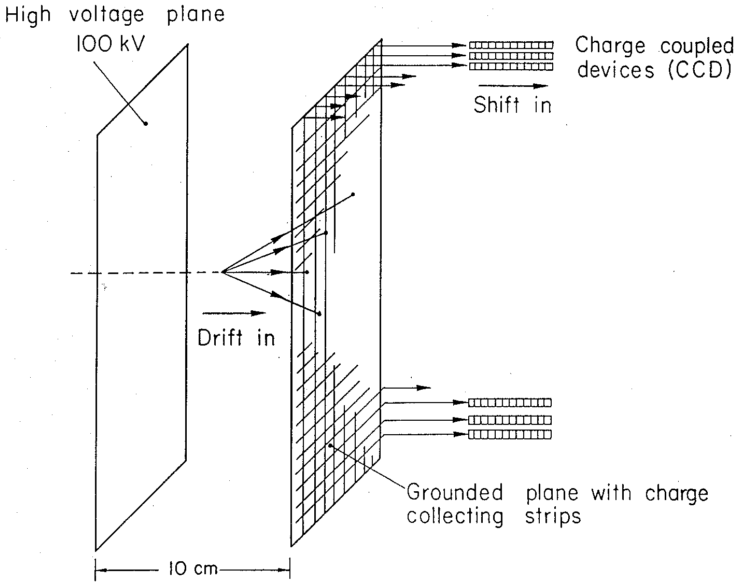 High voltage plane
100 kV
Charge coupled
devices (CCD)
Shift in
Drift in
Grounded plane with charge
collecting strips
10 cm